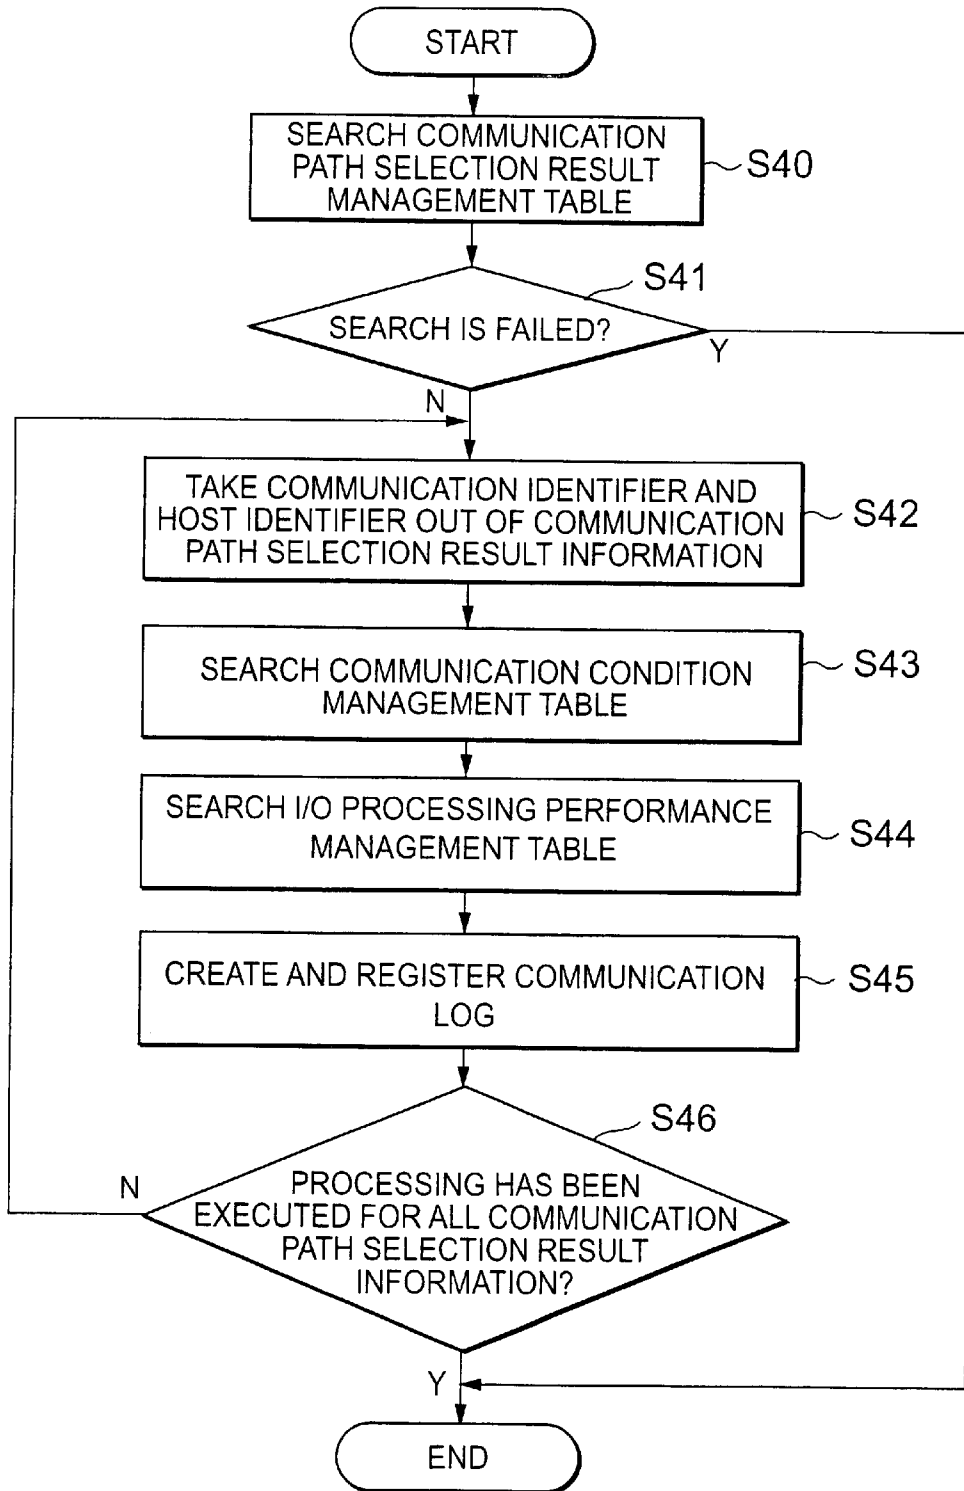 START
SEARCH COMMUNICATION
PATH SELECTION RESULT
MANAGEMENT TABLE
S40
S41
SEARCH IS FAILED?
Y
N
TAKE COMMUNICATION IDENTIFIER AND
HOST IDENTIFIER OUT OF COMMUNICATION
PATH SELECTION RESULT INFORMATION
S42
SEARCH COMMUNICATION CONDITION
MANAGEMENT TABLE
S43
SEARCH I/O PROCESSING PERFORMANCE
MANAGEMENT TABLE
S44
CREATE AND REGISTER COMMUNICATION
LOG
S45
S46
N
PROCESSING HAS BEEN
EXECUTED FOR ALL COMMUNICATION
PATH SELECTION RESULT
INFORMATION?
Y
END